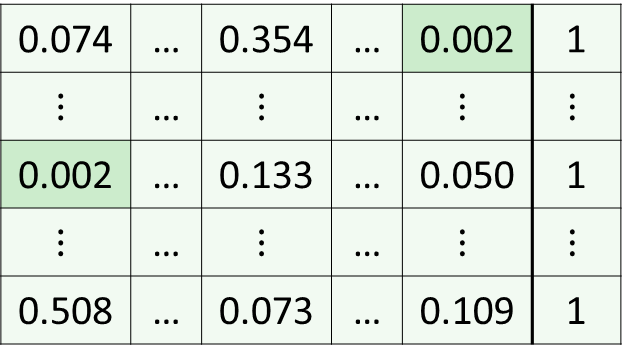 0.074 ... 0.354 ... 0.002 1
⋮ ... ⋮ ... ⋮ ⋮
0.002 ... 0.133 ... 0.050 1
⋮ ... ⋮ ... ⋮ ⋮
0.508 ... 0.073 ... 0.109 1